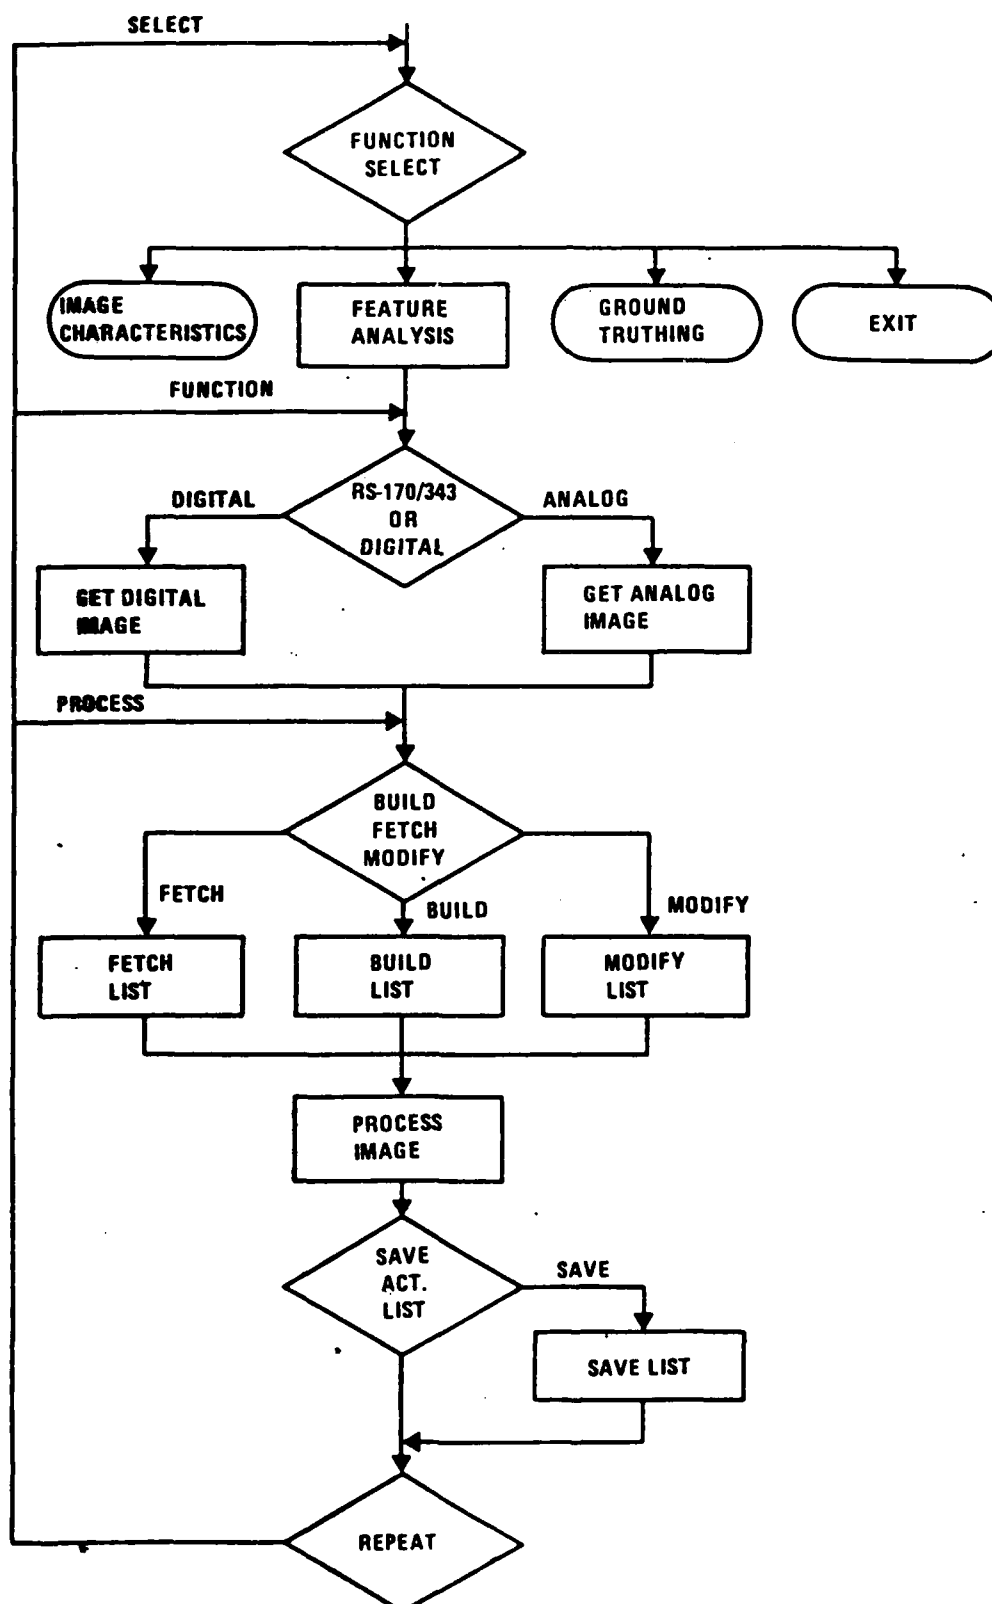 SELECT
FUNCTION
SELECT
IMAGE
CHARACTERISTICS
FEATURE
ANALYSIS
GROUND
TRUTHING
EXIT
FUNCTION
DIGITAL
RS-170/343
OR
DIGITAL
ANALOG
GET DIGITAL
IMAGE
GET ANALOG
IMAGE
PROCESS
BUILD
FETCH
MODIFY
FETCH
BUILD
MODIFY
FETCH
LIST
BUILD
LIST
MODIFY
LIST
PROCESS
IMAGE
SAVE
ACT.
LIST
SAVE
SAVE LIST
REPEAT